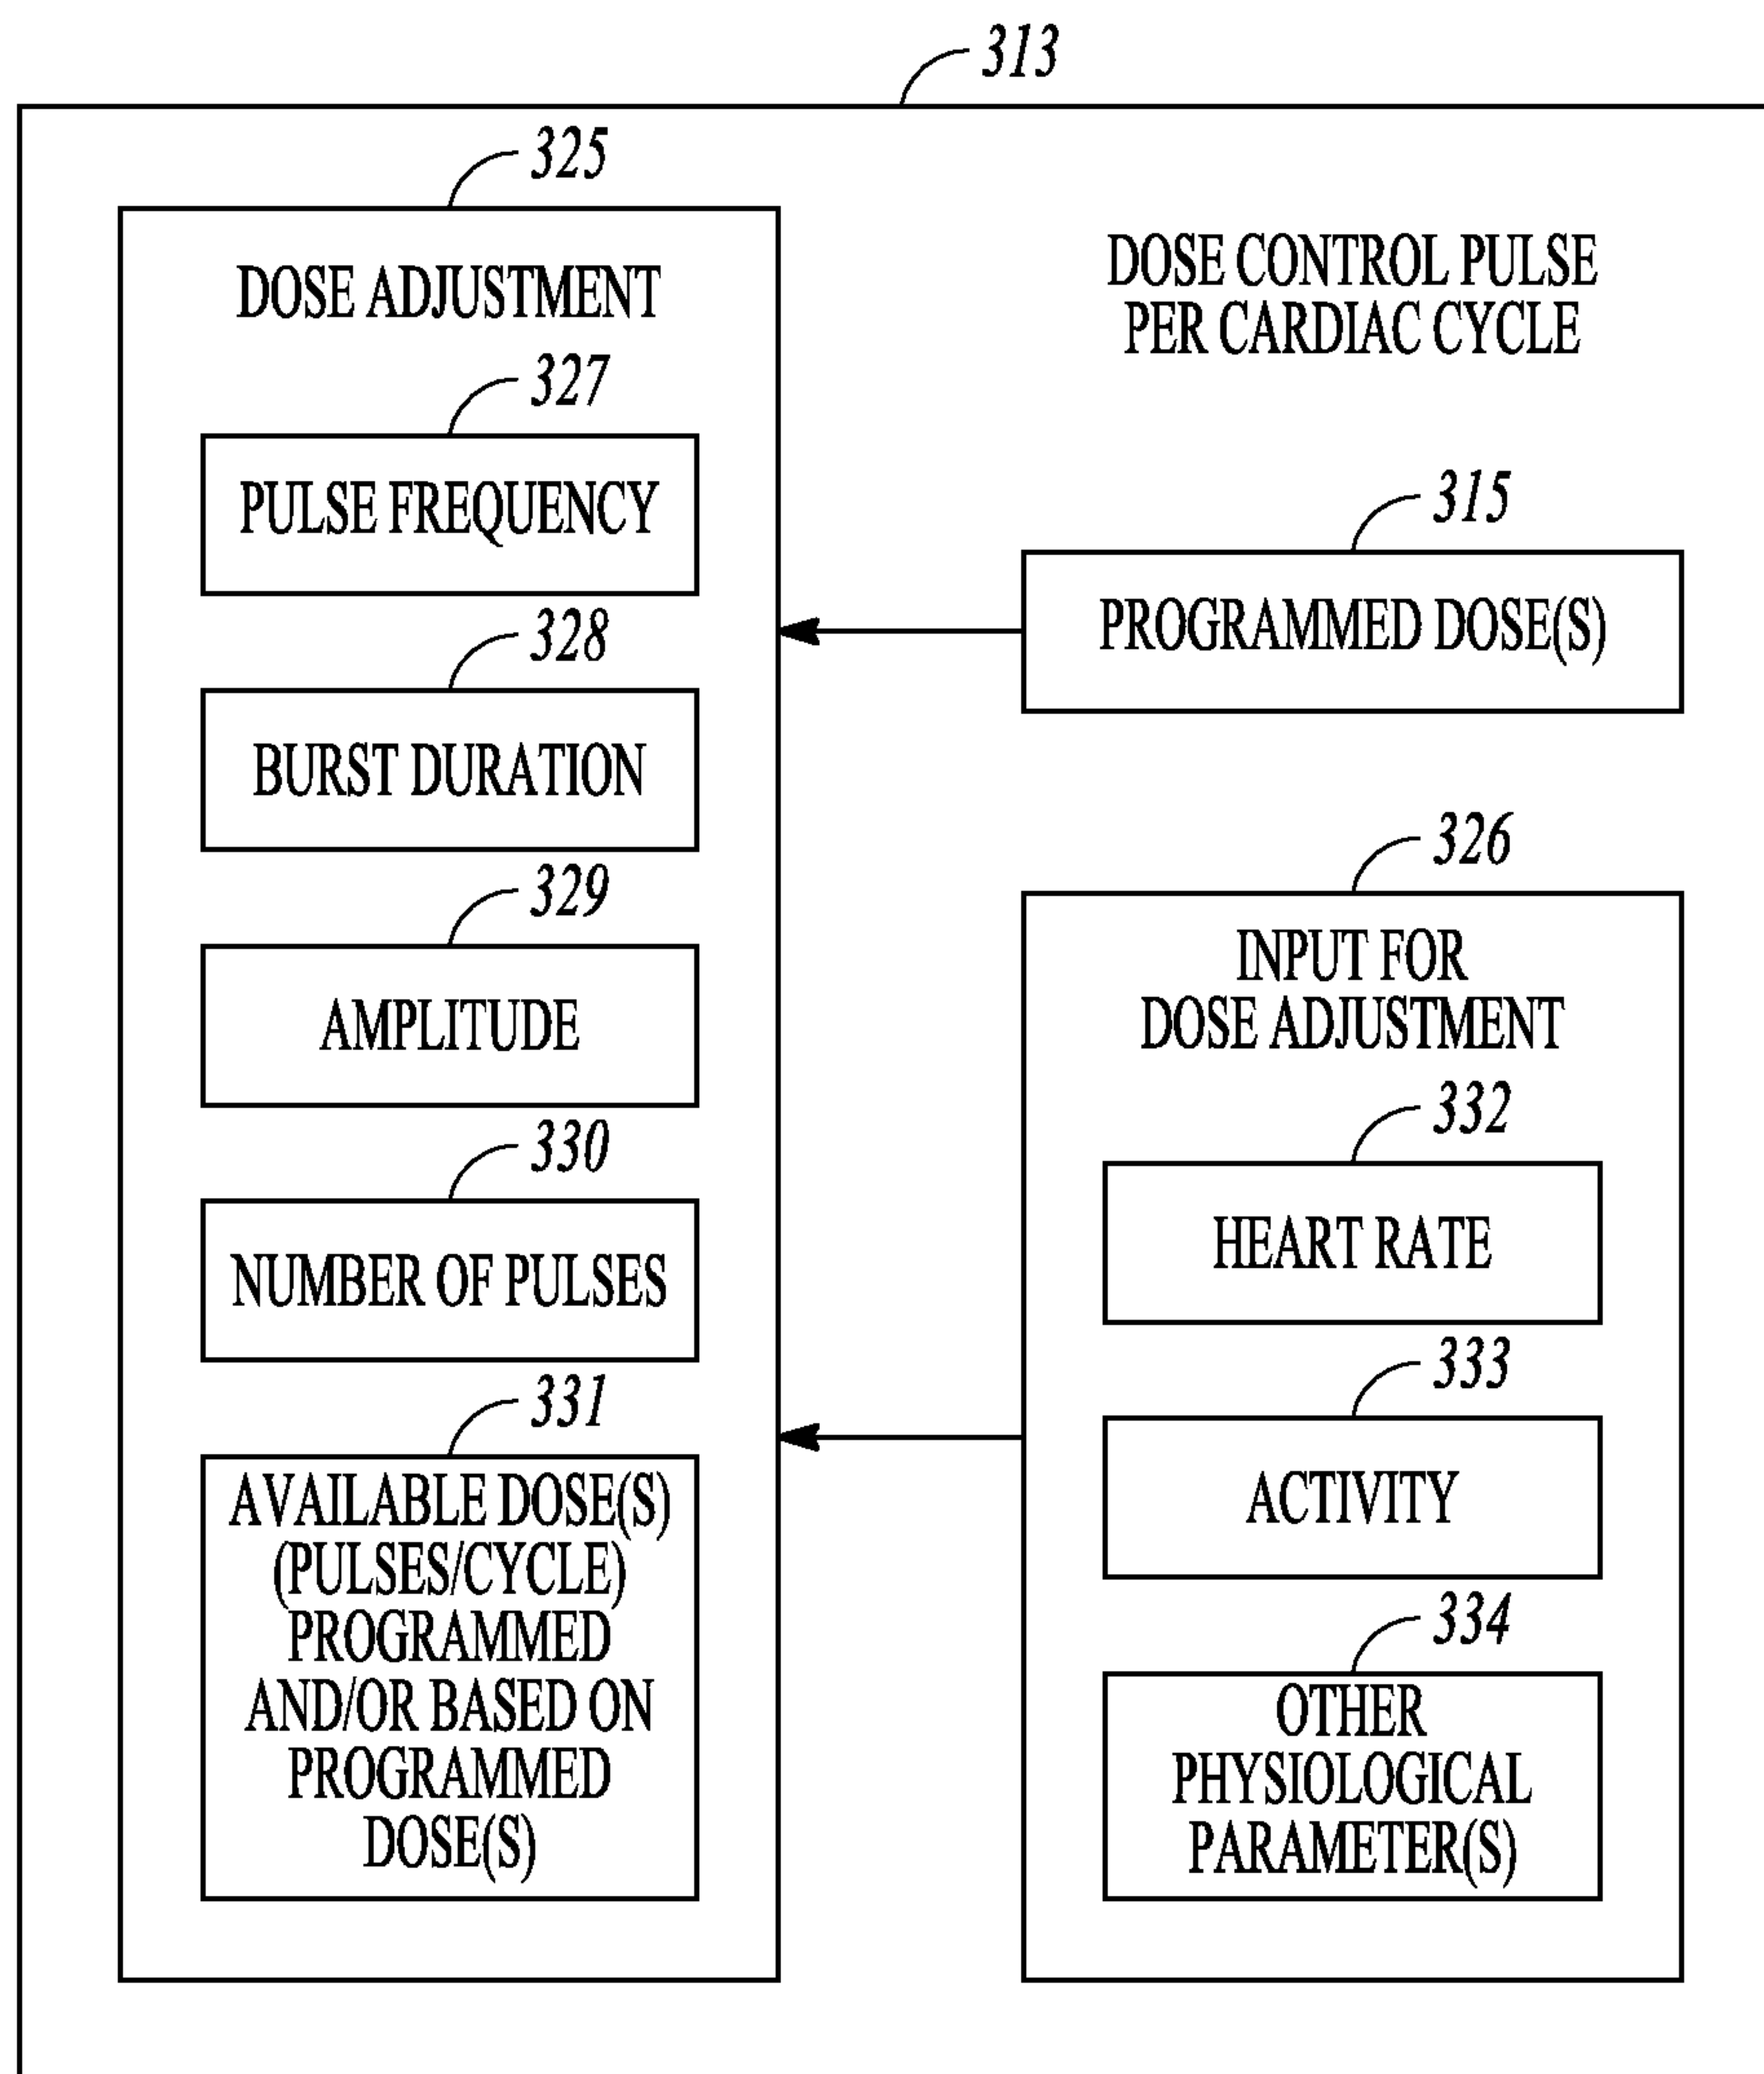 313
325
DOSE ADJUSTMENT
327
PULSE FREQUENCY
328
BURST DURATION
329
AMPLITUDE
330
NUMBER OF PULSES
331
AVAILABLE DOSE(S)
(PULSES/CYCLE)
PROGRAMMED
AND/OR BASED ON
PROGRAMMED
DOSE(S)
DOSE CONTROL PULSE
PER CARDIAC CYCLE
315
PROGRAMMED DOSE(S)
326
INPUT FOR
DOSE ADJUSTMENT
332
HEART RATE
333
ACTIVITY
334
OTHER
PHYSIOLOGICAL
PARAMETER(S)